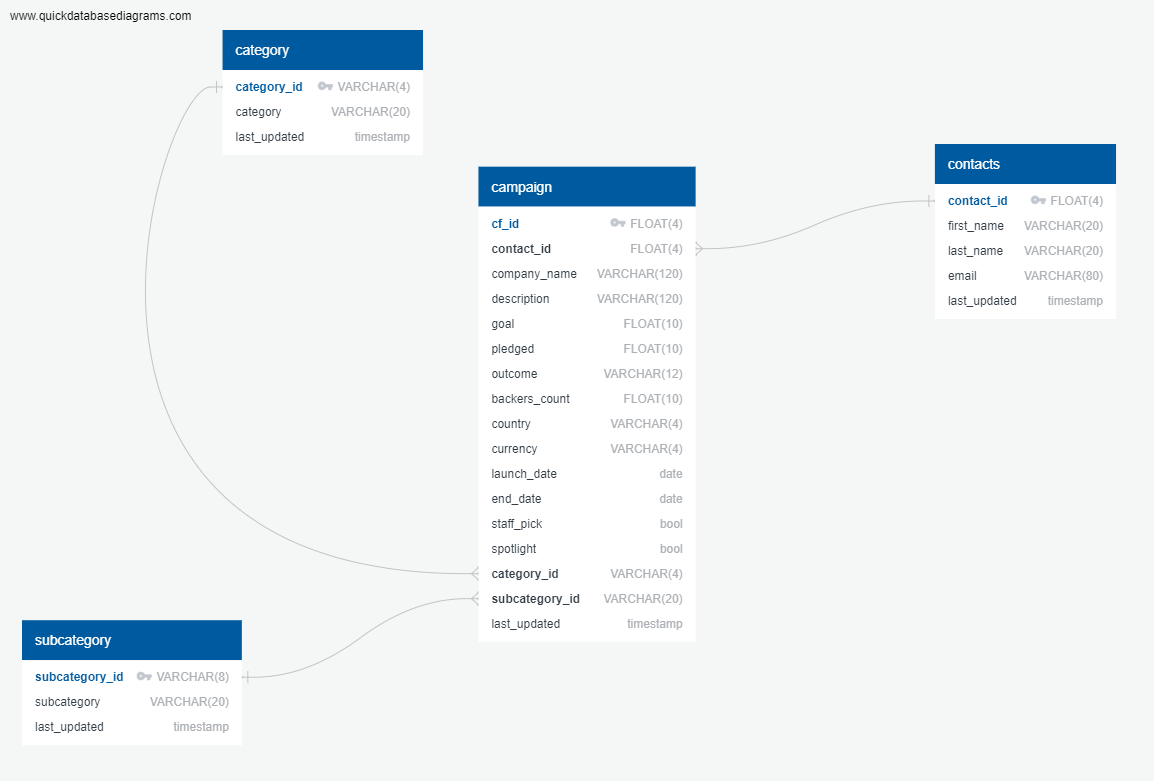 www.quickdatabasediagrams.com
category
category_id VARCHAR(4)
category VARCHAR(20)
last_updated timestamp
campaign
cf_id FLOAT(4)
contact_id FLOAT(4)
company_name VARCHAR(120)
description VARCHAR(120)
goal FLOAT(10)
pledged FLOAT(10)
outcome VARCHAR(12)
backers_count FLOAT(10)
country VARCHAR(4)
currency VARCHAR(4)
launch_date date
end_date date
staff_pick bool
spotlight bool
category_id VARCHAR(4)
subcategory_id VARCHAR(20)
last_updated timestamp
contacts
contact_id FLOAT(4)
first_name VARCHAR(20)
last_name VARCHAR(20)
email VARCHAR(80)
last_updated timestamp
subcategory
subcategory_id VARCHAR(8)
subcategory VARCHAR(20)
last_updated timestamp